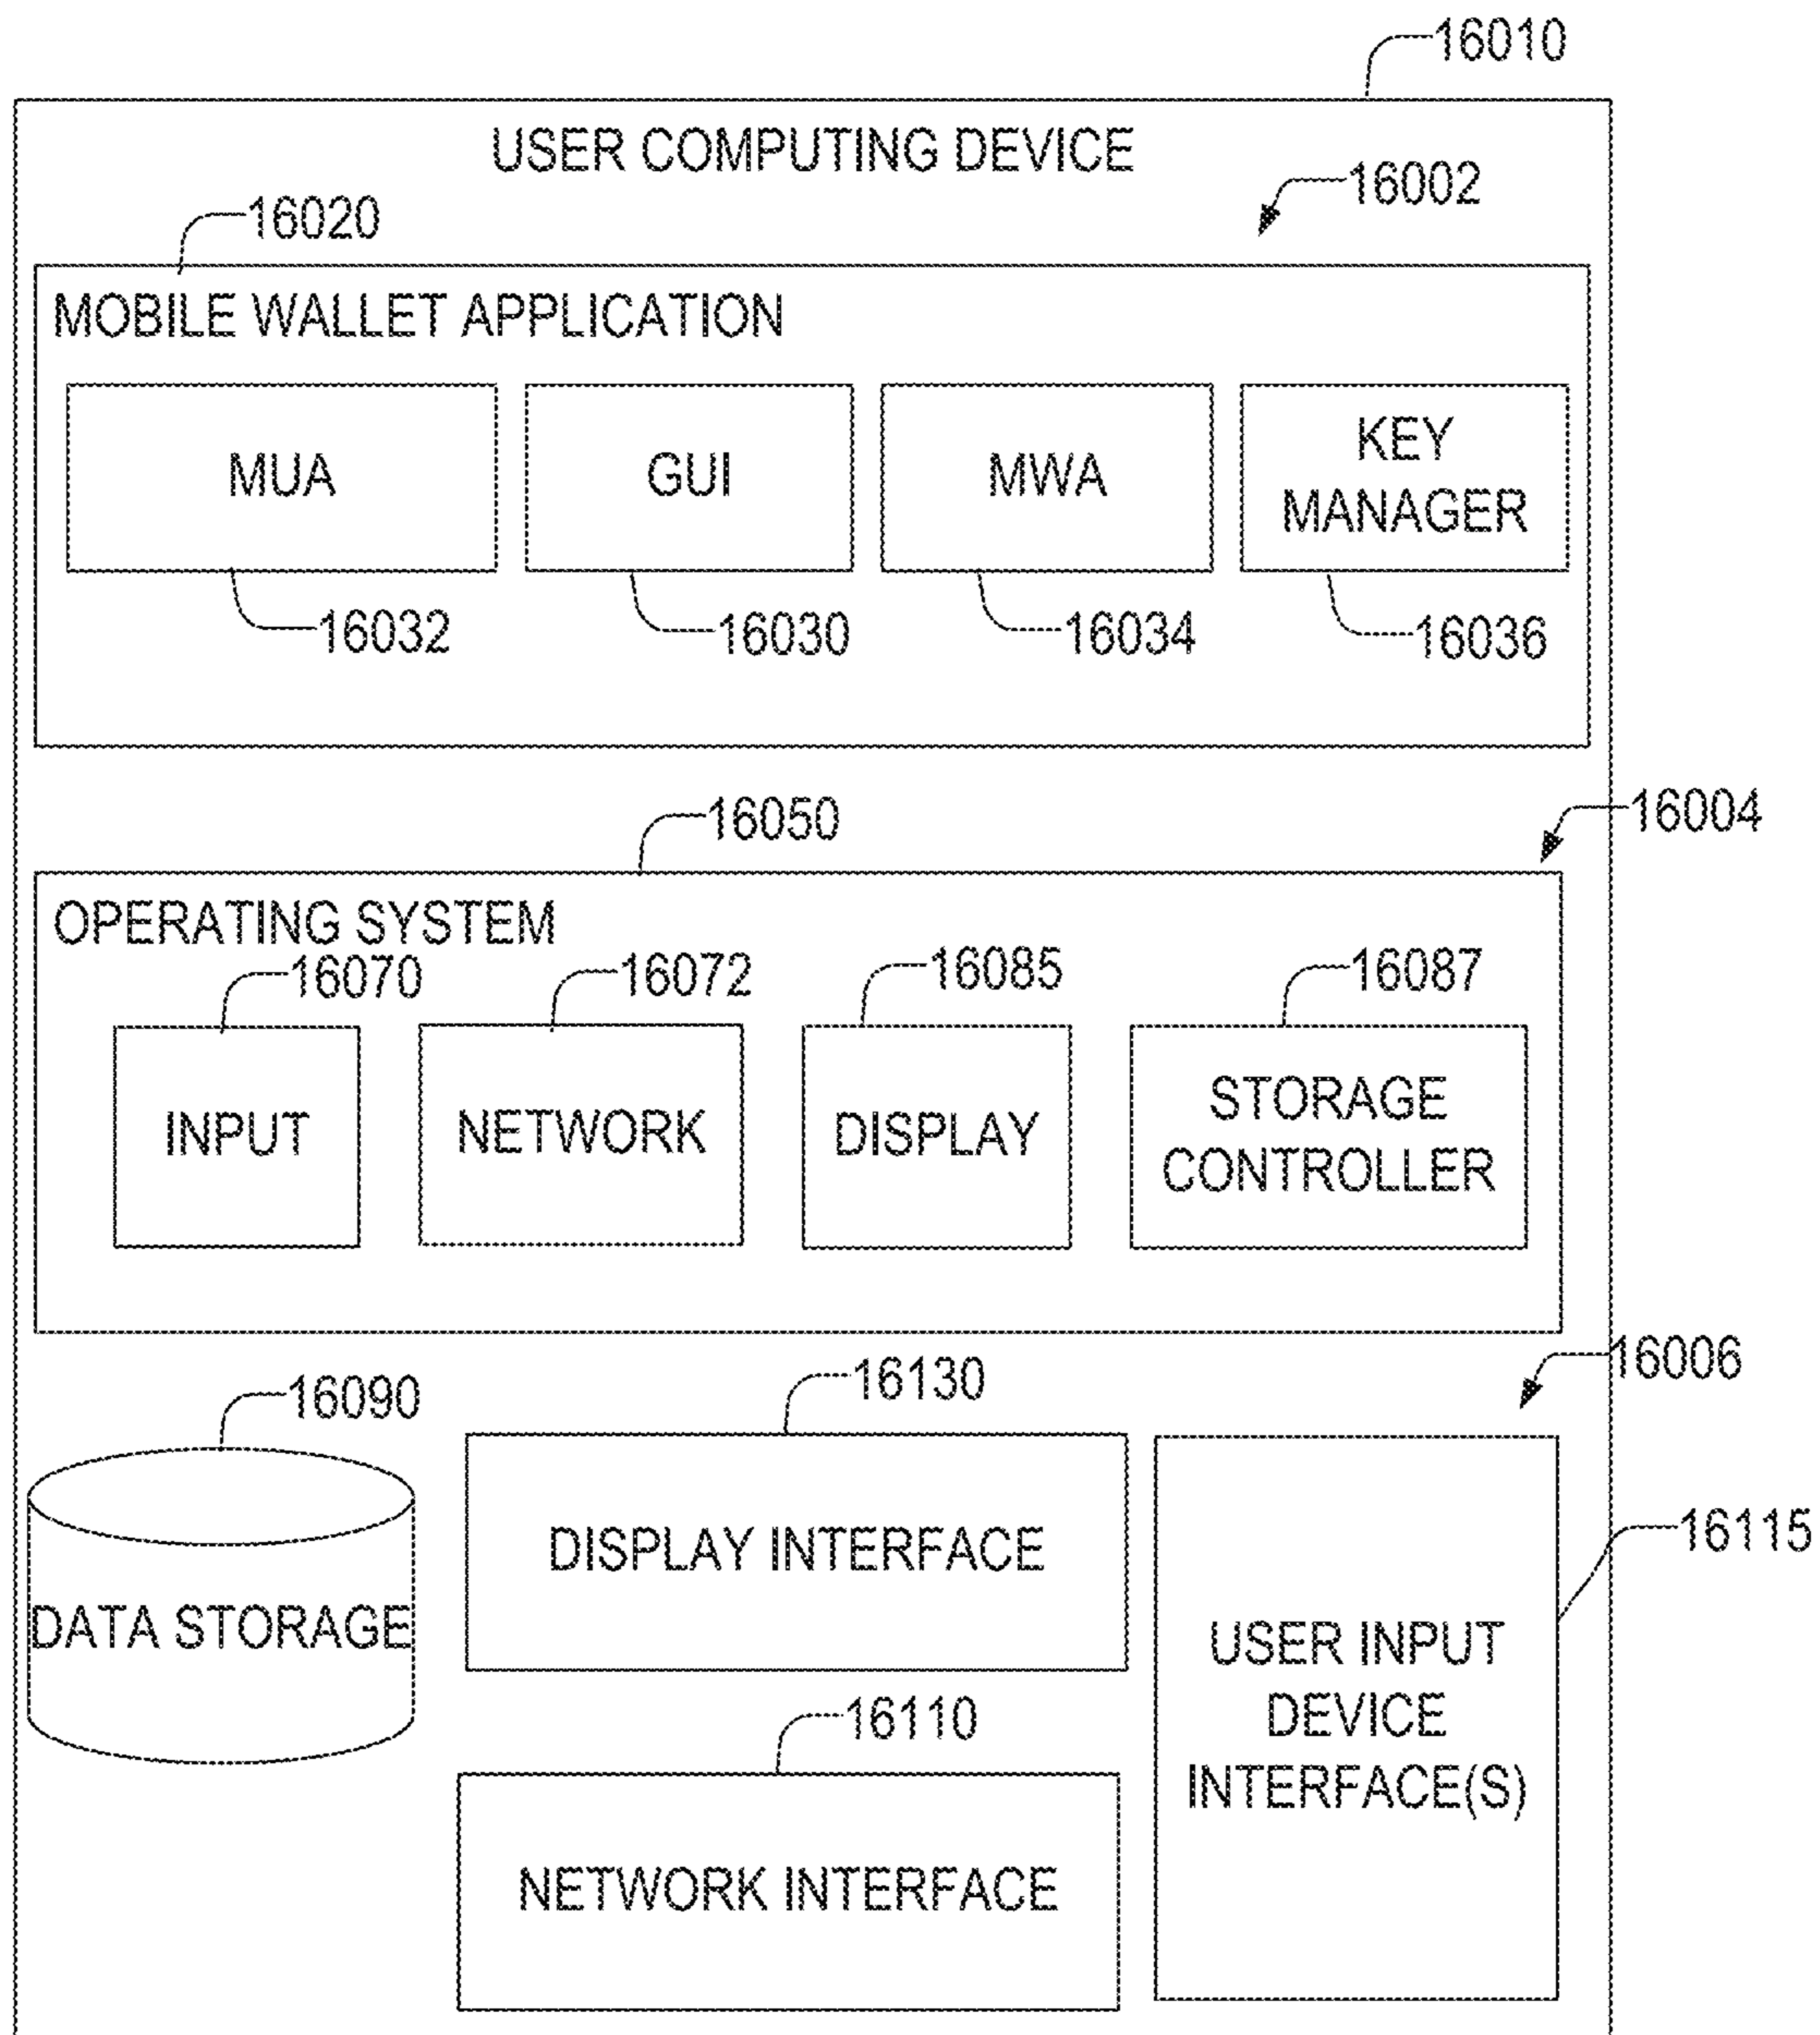 16010
USER COMPUTING DEVICE
16002
16020
MOBILE WALLET APPLICATION
MUA
GUI
MWA
KEY
MANAGER
16032
16030
16034
16036
16004
16050
OPERATING SYSTEM
16070
16072
16085
16087
INPUT
NETWORK
DISPLAY
STORAGE
CONTROLLER
16006
16090
16130
DATA STORAGE
DISPLAY INTERFACE
16115
USER INPUT
DEVICE
INTERFACE(S)
16110
NETWORK INTERFACE